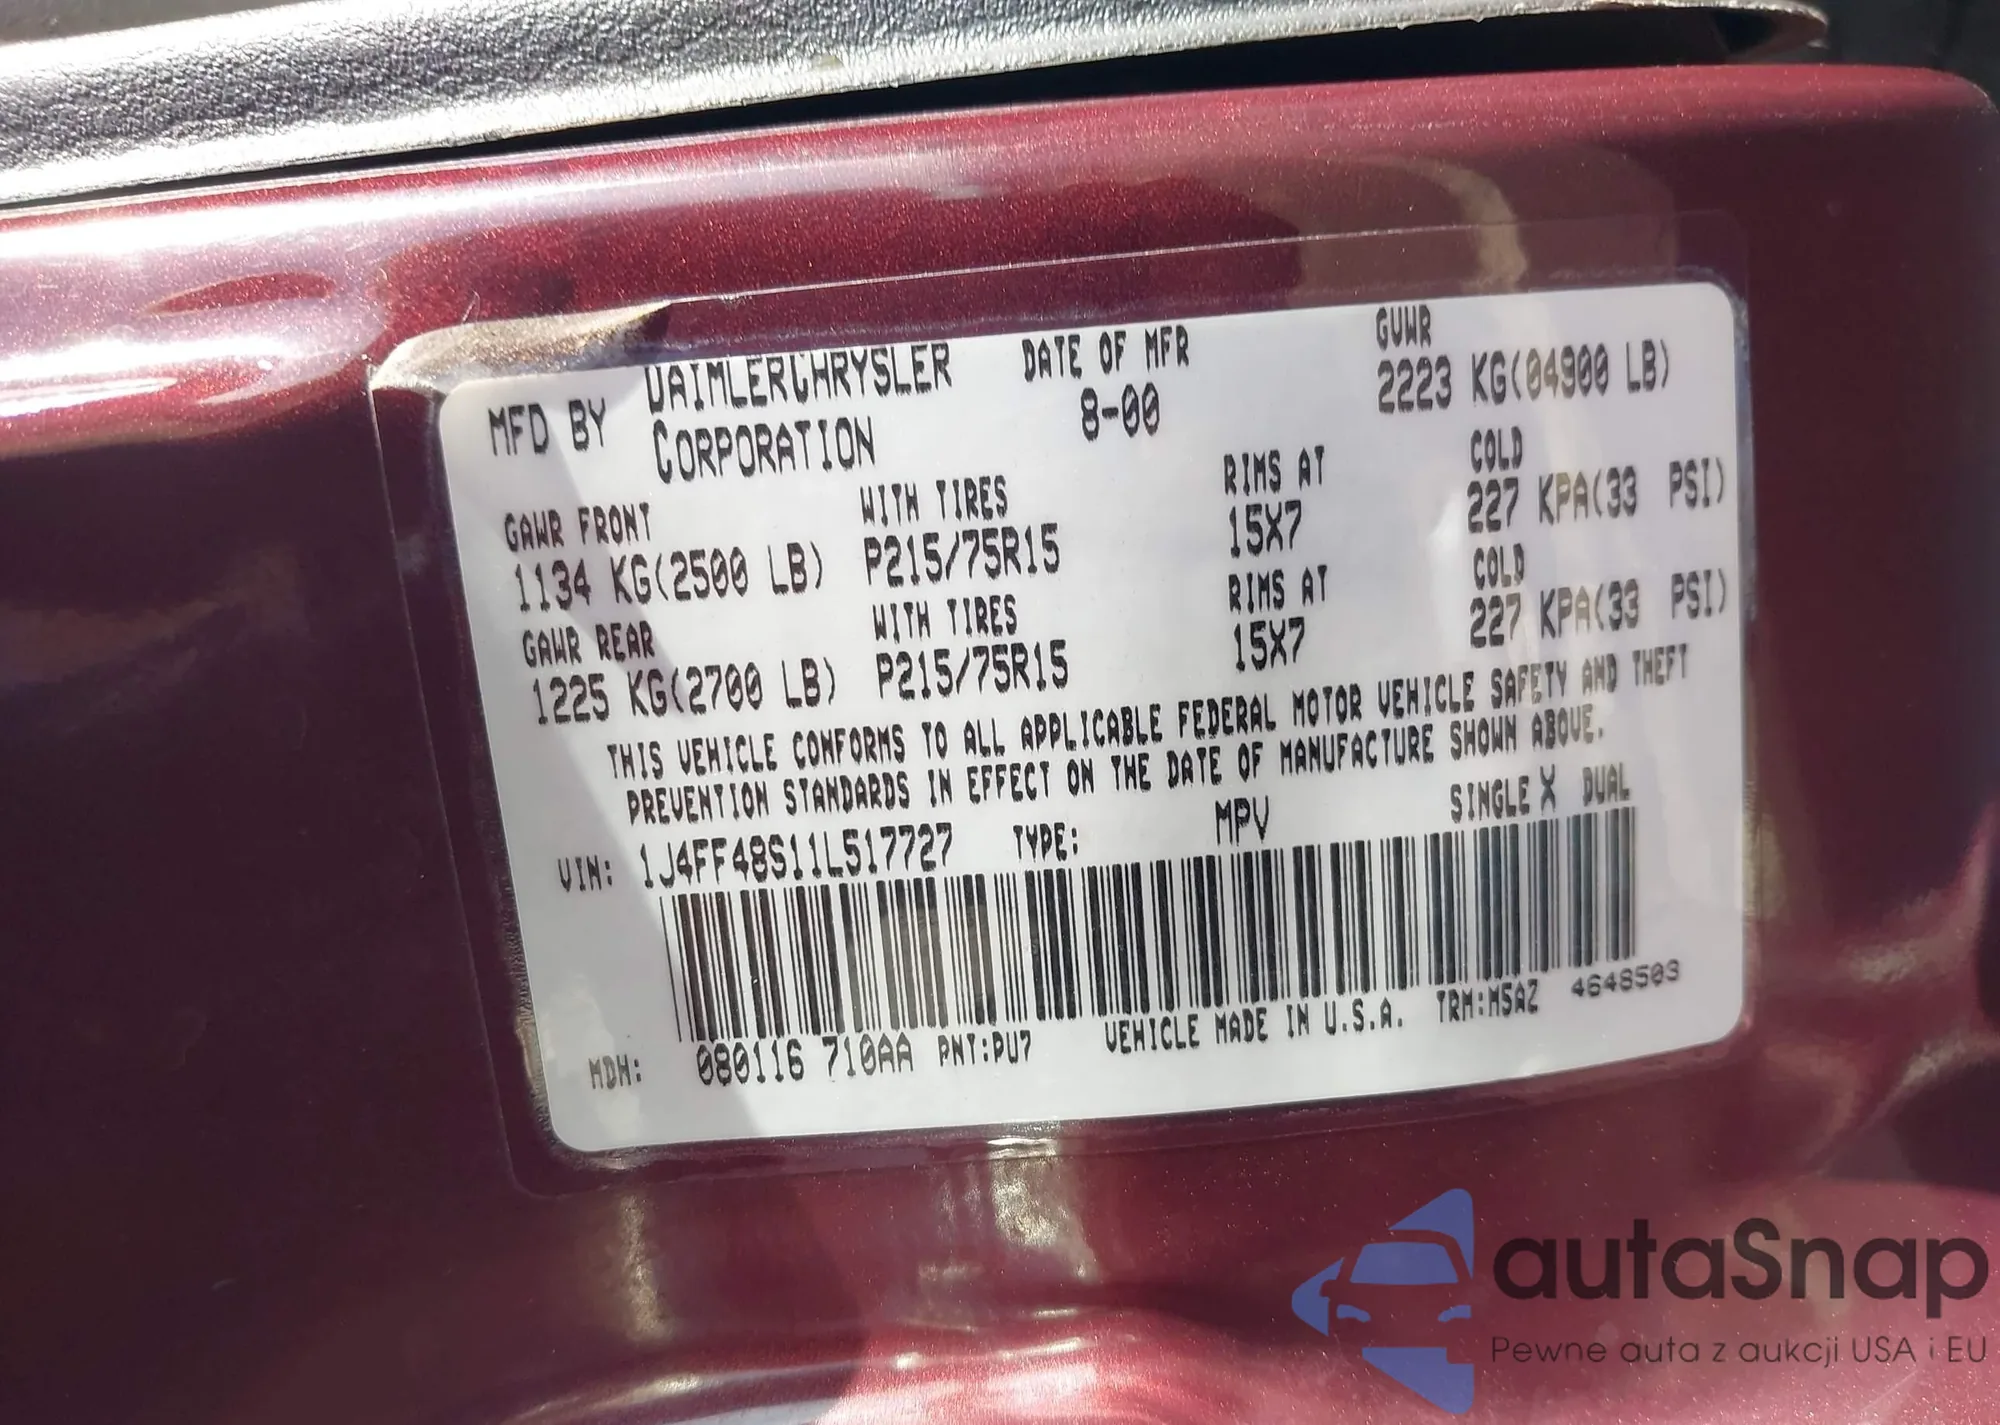 MFD BY DAIMLERCHRYSLER CORPORATION DATE OF MFR 8-00 GVWR 2223 KG(04900 LB)
GAWR FRONT WITH TIRES RIMS AT COLD
1134 KG(2500 LB) P215/75R15 15X7 227 KPA(33 PSI)
GAWR REAR WITH TIRES RIMS AT COLD
1225 KG(2700 LB) P215/75R15 15X7 227 KPA(33 PSI)
THIS VEHICLE CONFORMS TO ALL APPLICABLE FEDERAL MOTOR VEHICLE SAFETY AND THEFT
PREVENTION STANDARDS IN EFFECT ON THE DATE OF MANUFACTURE SHOWN ABOVE.
VIN: 1J4FF48S11L517727 TYPE: MPV SINGLE X DUAL
MDH: 080116 710AA PNT:PU7 VEHICLE MADE IN U.S.A. TRM:M5AZ 4648503
autaSnap
Pewne auta z aukcji USA i EU